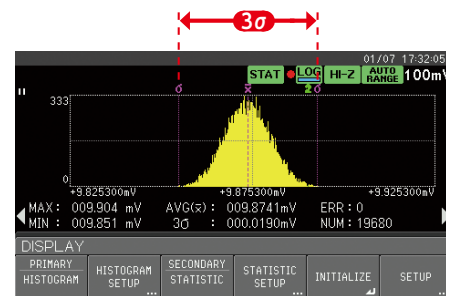 3σ
01/07 17:32:05
STAT LOG 2 HI-Z AUTO RANGE 100mV
σ x̄ σ
333
0
+9.825300mV +9.875300mV +9.925300mV
MAX: 009.904 mV AVG(x̄): 009.8741mV ERR: 0
MIN: 009.851 mV 3σ : 000.0190mV NUM: 19680
DISPLAY
PRIMARY HISTOGRAM
HISTOGRAM SETUP ...
SECONDARY STATISTIC
STATISTIC SETUP ...
INITIALIZE
SETUP ...